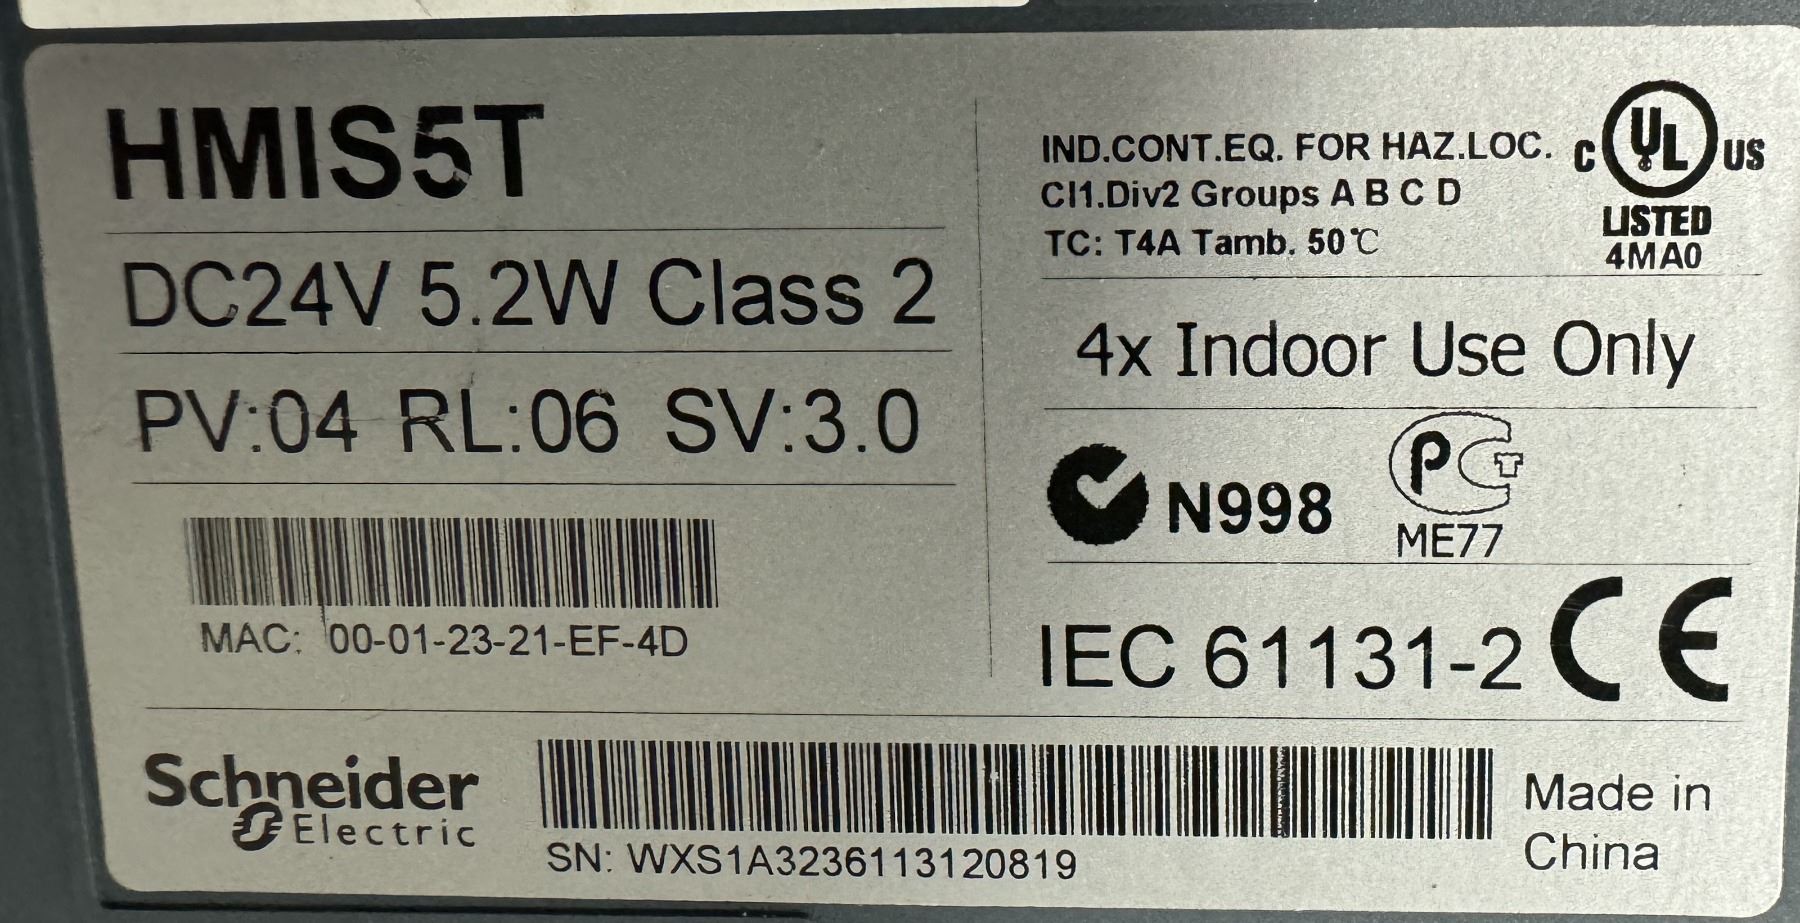 HMIS5T
DC24V 5.2W Class 2
PV:04 RL:06 SV:3.0
MAC: 00-01-23-21-EF-4D
IND.CONT.EQ. FOR HAZ.LOC.
Cl1.Div2 Groups A B C D
TC: T4A Tamb. 50℃
C UL US
LISTED
4MA0
4x Indoor Use Only
N998
PCT
ME77
IEC 61131-2 CE
Schneider
Electric
SN: WXS1A3236113120819
Made in
China